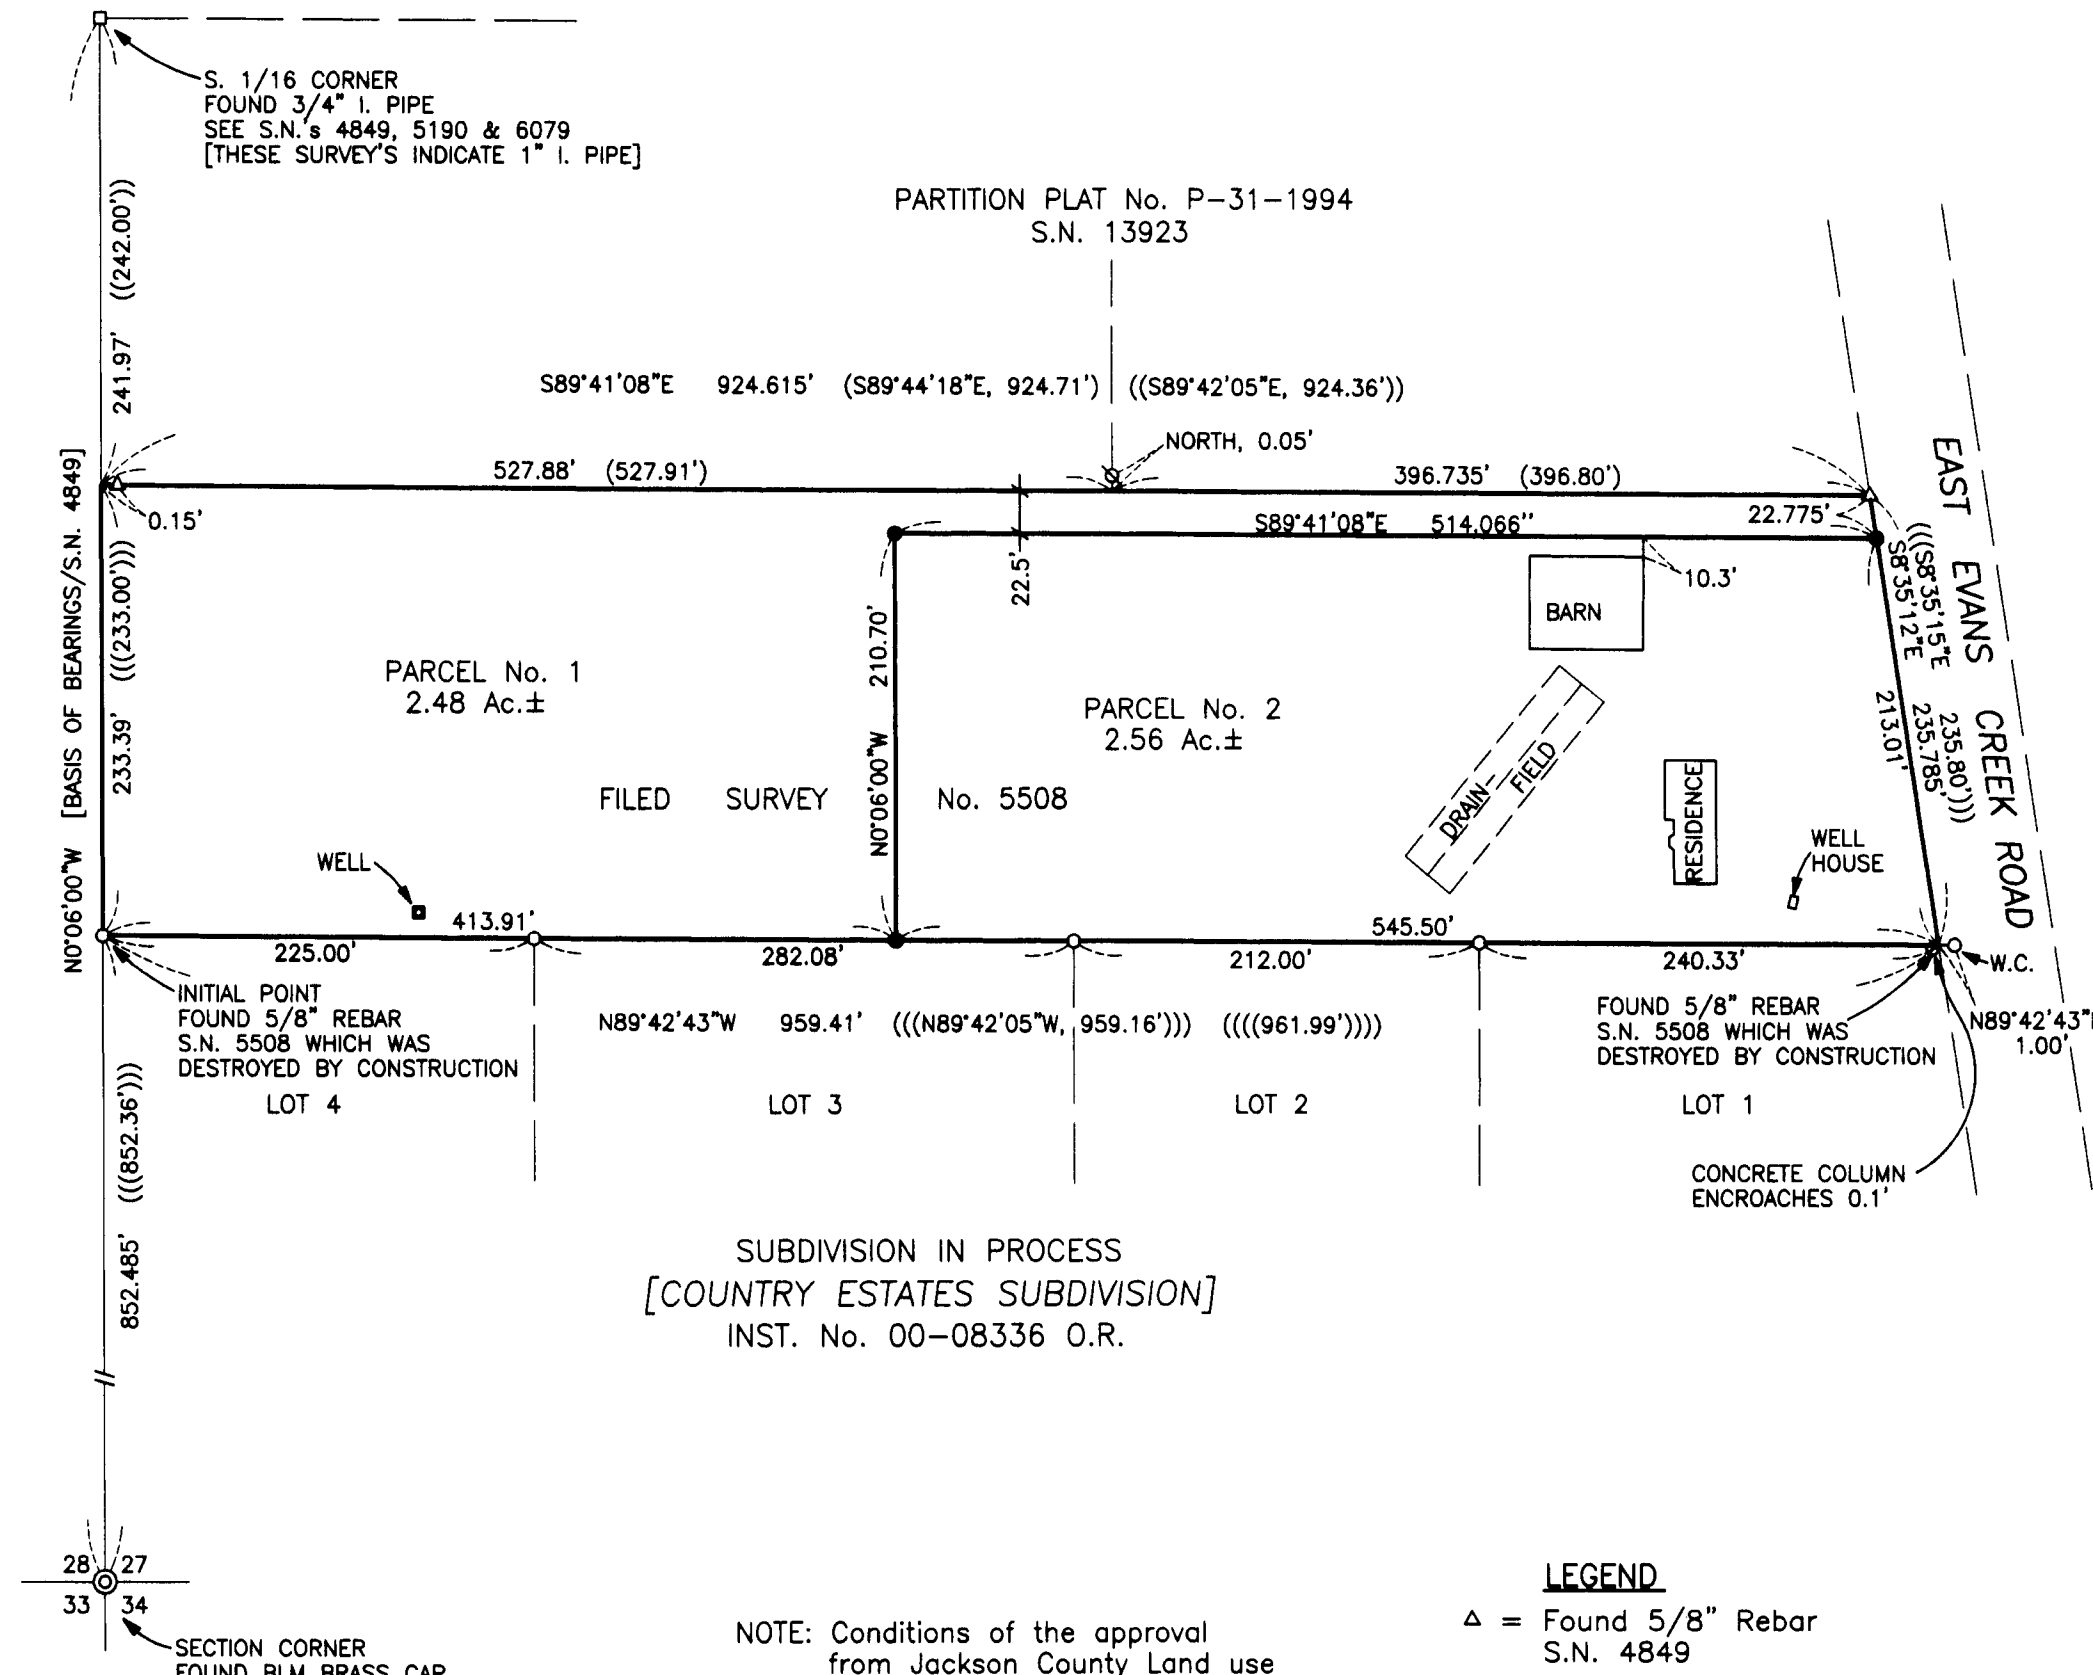 S. 1/16 CORNER
FOUND 3/4" I. PIPE
SEE S.N.'s 4849, 5190 & 6079
[THESE SURVEY'S INDICATE 1" I. PIPE]
PARTITION PLAT No. P-31-1994
S.N. 13923
241.97' ((242.00'))
S89°41'08"E 924.615' (S89°44'18"E, 924.71') ((S89°42'05"E, 924.36'))
NORTH, 0.05'
527.88' (527.91')
396.735' (396.80')
0.15'
S89°41'08"E 514.066''
22.775'
22.5'
10.3'
BARN
EAST EVANS CREEK ROAD
(((S8°35'15"E 235.80')))
S8°35'12"E 235.785'
213.01'
N0°06'00"W [BASIS OF BEARINGS/S.N. 4849]
233.39' (((233.00')))
N0°06'00"W 210.70'
PARCEL No. 1
2.48 Ac.±
PARCEL No. 2
2.56 Ac.±
DRAIN-
FIELD
RESIDENCE
FILED SURVEY No. 5508
WELL
WELL
HOUSE
413.91'
545.50'
225.00'
282.08'
212.00'
240.33'
W.C.
INITIAL POINT
FOUND 5/8" REBAR
S.N. 5508 WHICH WAS
DESTROYED BY CONSTRUCTION
N89°42'43"W 959.41' (((N89°42'05"W, 959.16'))) ((((961.99'))))
FOUND 5/8" REBAR
S.N. 5508 WHICH WAS
DESTROYED BY CONSTRUCTION
N89°42'43"
1.00'
LOT 4
LOT 3
LOT 2
LOT 1
852.485' (((852.36')))
CONCRETE COLUMN
ENCROACHES 0.1'
SUBDIVISION IN PROCESS
[COUNTRY ESTATES SUBDIVISION]
INST. No. 00-08336 O.R.
28 27
33 34
SECTION CORNER
FOUND BLM BRASS CAP
NOTE: Conditions of the approval
from Jackson County Land use
LEGEND
△ = Found 5/8" Rebar
S.N. 4849